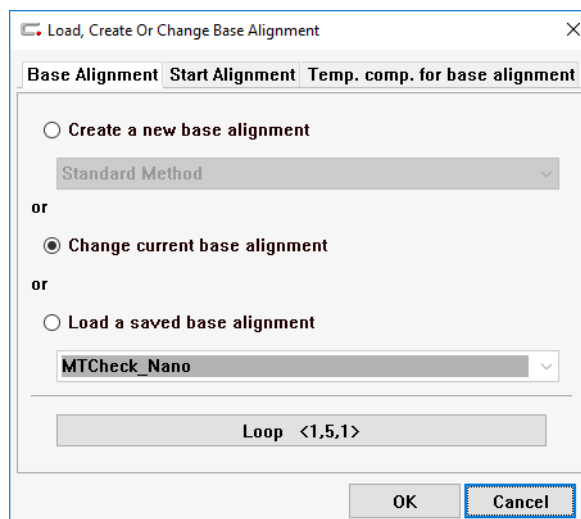 Load, Create Or Change Base Alignment
Base Alignment Start Alignment Temp. comp. for base alignment
Create a new base alignment
Standard Method
or
Change current base alignment
or
Load a saved base alignment
MTCheck_Nano
Loop <1,5,1>
OK Cancel